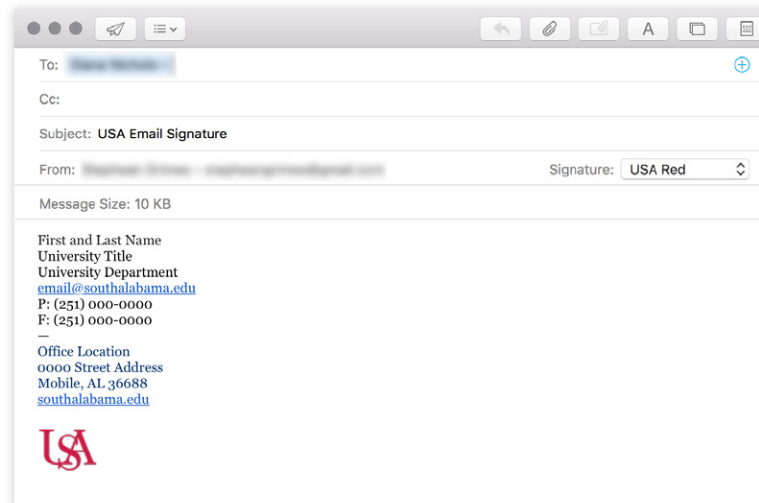 To:
Cc:
Subject: USA Email Signature
From:
Signature: USA Red
Message Size: 10 KB
First and Last Name
University Title
University Department
email@southalabama.edu
P: (251) 000-0000
F: (251) 000-0000
—
Office Location
0000 Street Address
Mobile, AL 36688
southalabama.edu
USA